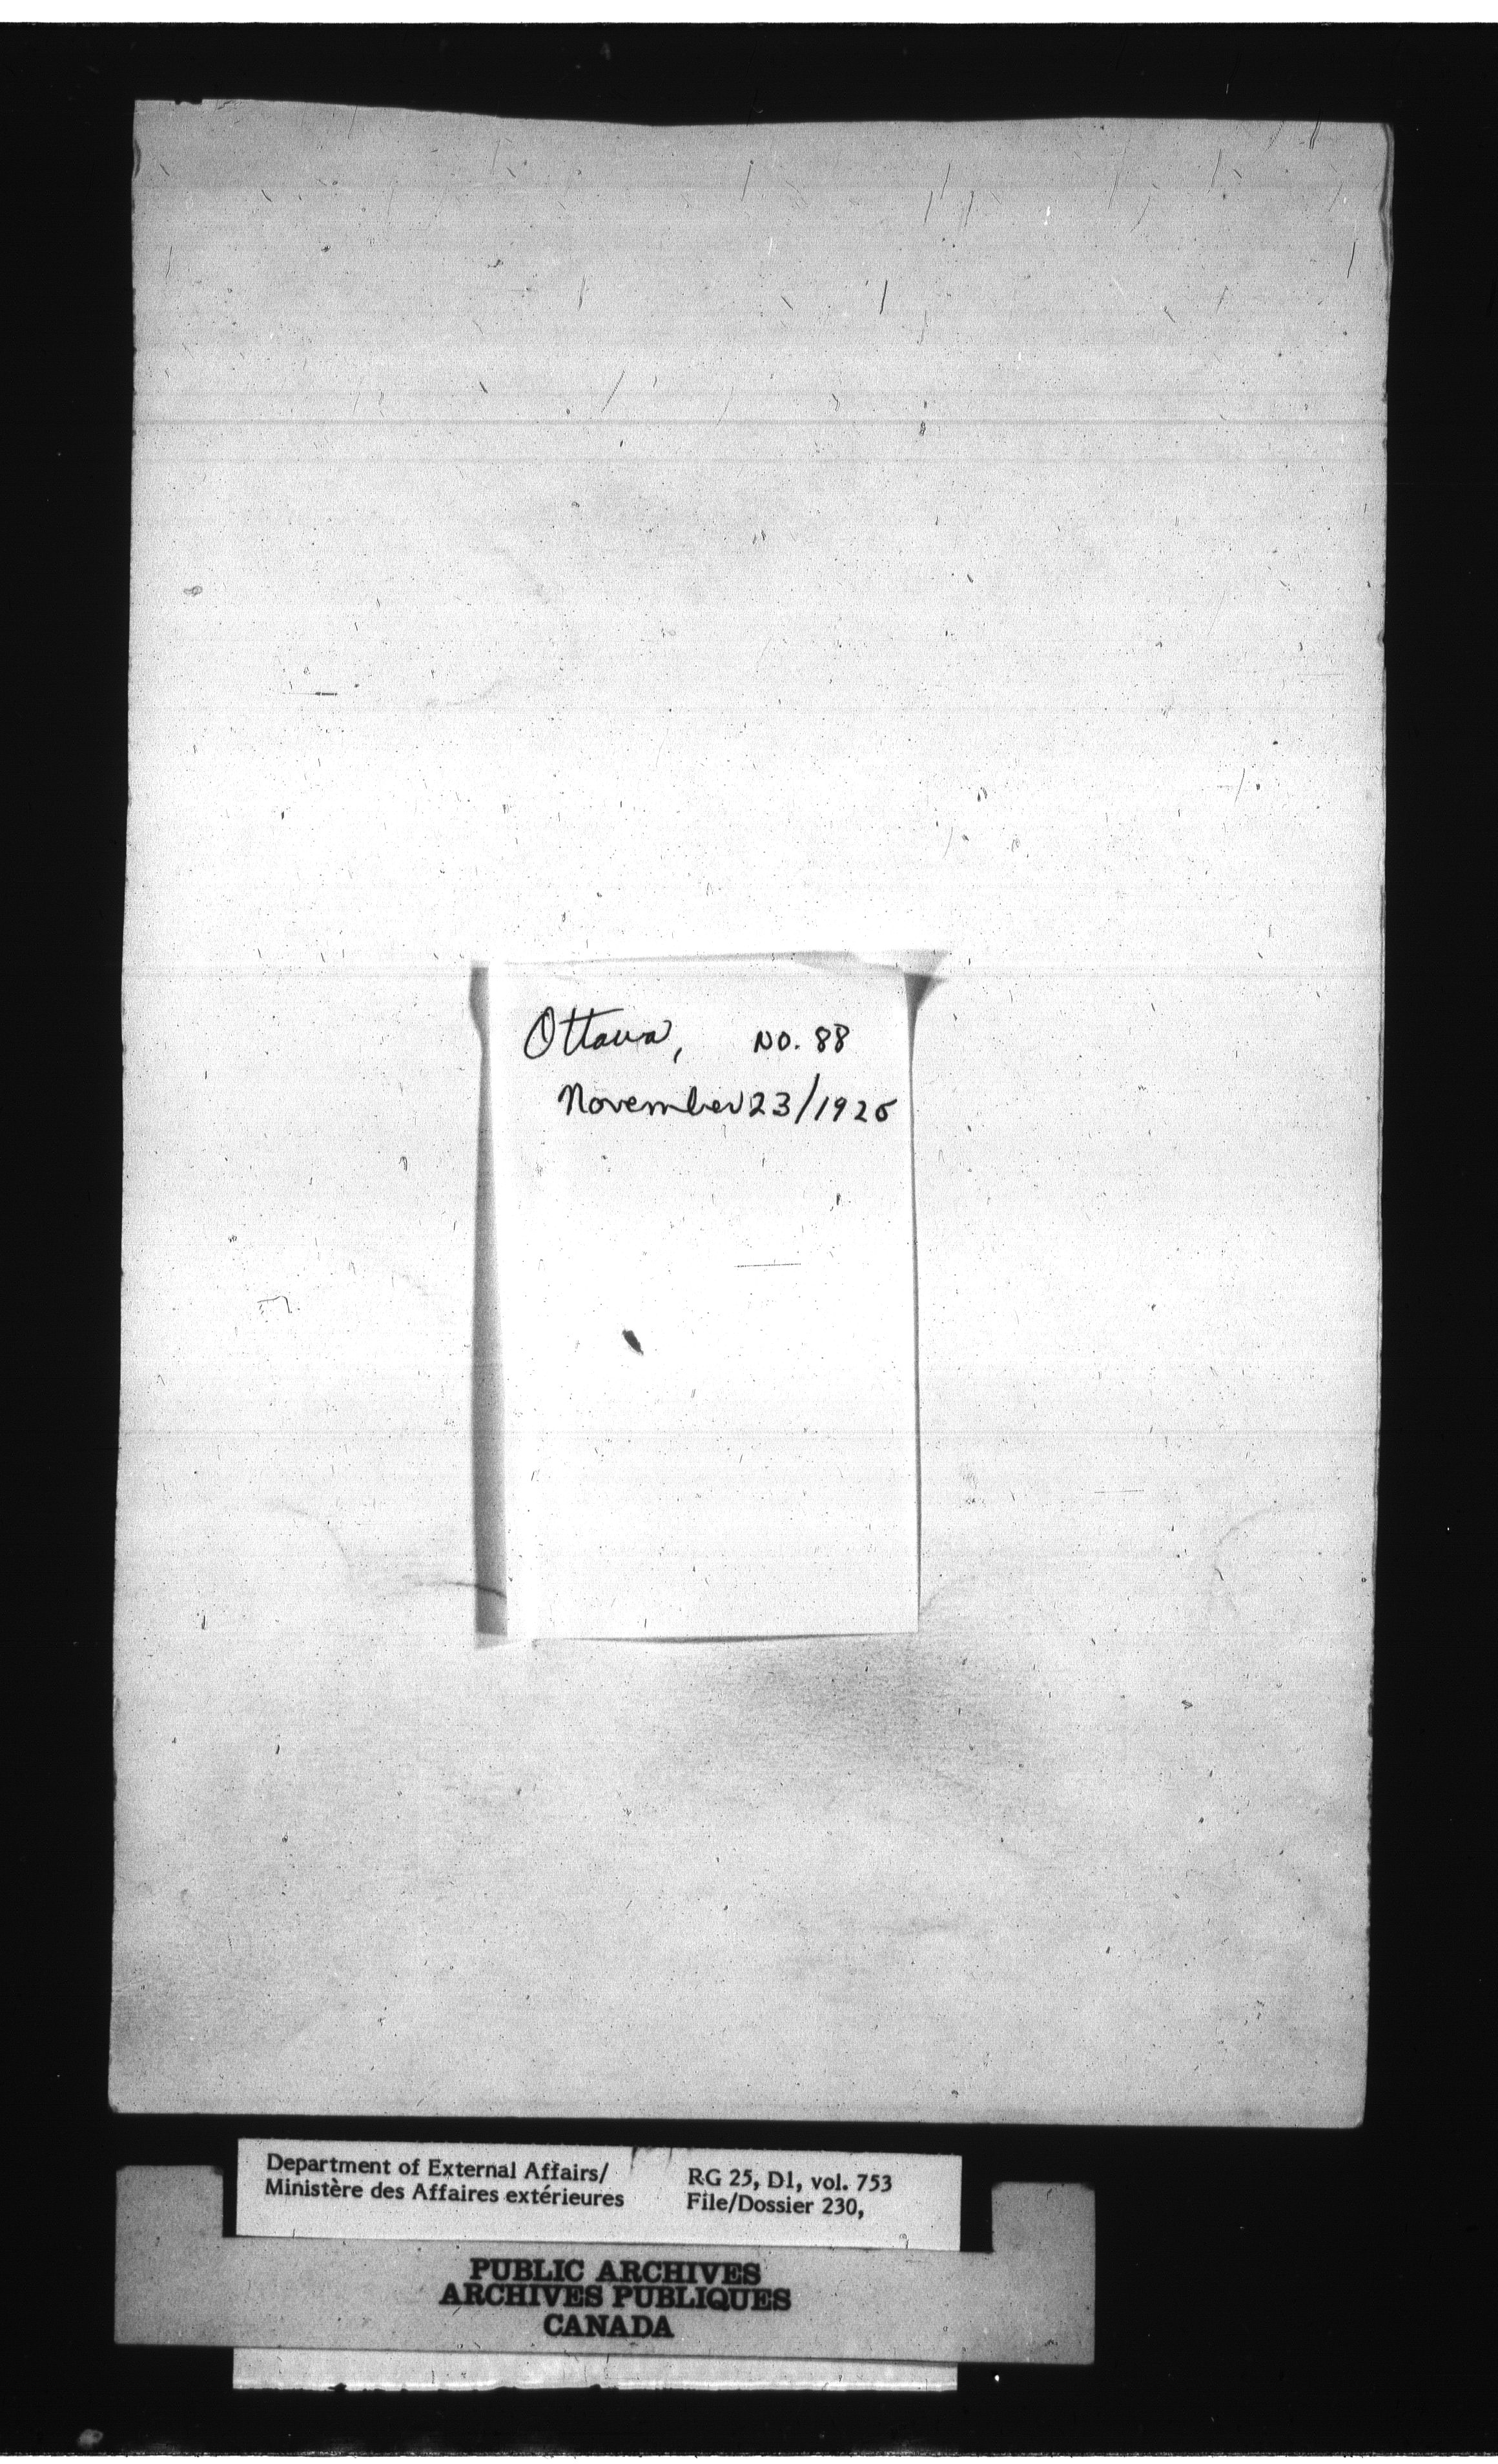 Ottawa, NO. 88
November 23/1925
Department of External Affairs/
Ministère des Affaires extérieures
RG 25, D1, vol. 753
File/Dossier 230,
PUBLIC ARCHIVES
ARCHIVES PUBLIQUES
CANADA